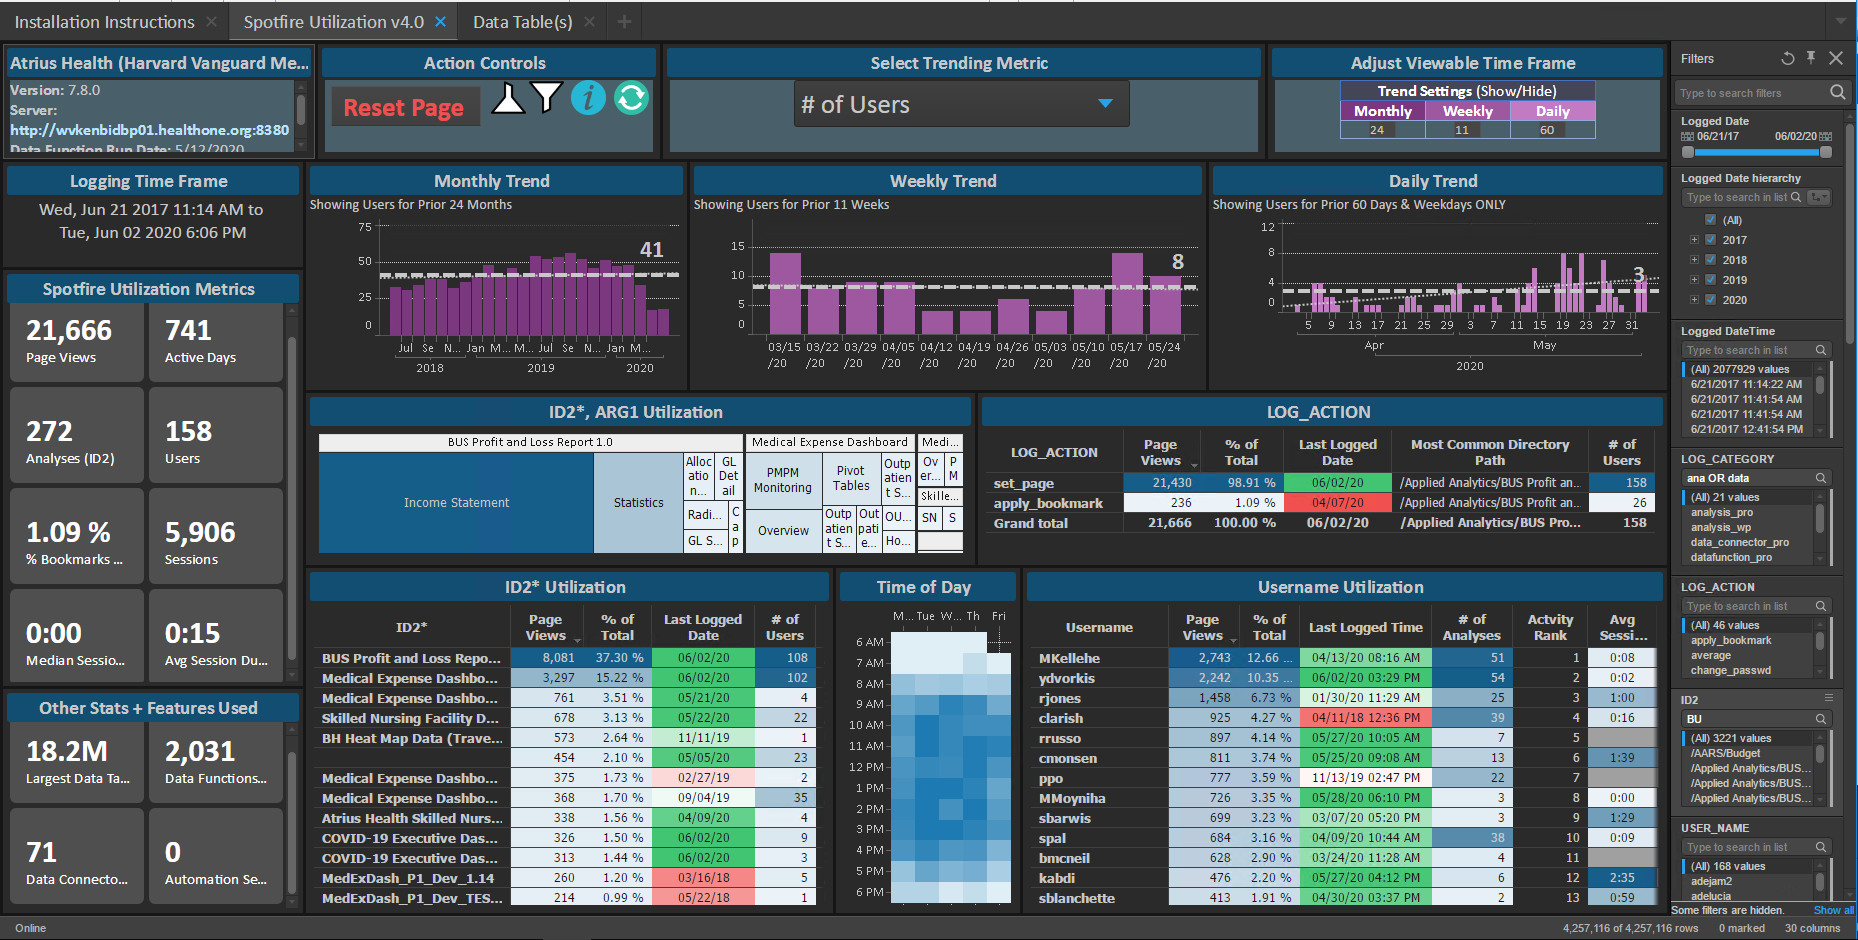 Installation Instructions
Spotfire Utilization v4.0
Data Table(s)
Atrius Health (Harvard Vanguard Me...
Version: 7.8.0
Server:
http://wvkenbidbp01.healthone.org:8380
Data Function Run Date: 5/12/2020
Action Controls
Reset Page
Select Trending Metric
# of Users
Adjust Viewable Time Frame
Trend Settings (Show/Hide)
Monthly Weekly Daily
24 11 60
Logging Time Frame
Wed, Jun 21 2017 11:14 AM to
Tue, Jun 02 2020 6:06 PM
Monthly Trend
Showing Users for Prior 24 Months
75
50
25
0
41
Jul Se N... Jan M... M... Jul Se N... Jan M...
2018 2019 2020
Weekly Trend
Showing Users for Prior 11 Weeks
15
10
5
0
8
03/15 03/22 03/29 04/05 04/12 04/19 04/26 05/03 05/10 05/17 05/24
/20 /20 /20 /20 /20 /20 /20 /20 /20 /20 /20
Daily Trend
Showing Users for Prior 60 Days & Weekdays ONLY
12
8
4
0
3
5 9 13 17 21 25 29 3 7 11 15 19 23 27 31
Apr May
2020
Spotfire Utilization Metrics
21,666
Page Views
741
Active Days
272
Analyses (ID2)
158
Users
1.09 %
% Bookmarks ...
5,906
Sessions
0:00
Median Sessio...
0:15
Avg Session Du...
Other Stats + Features Used
18.2M
Largest Data Ta...
2,031
Data Functions...
71
Data Connecto...
0
Automation Se...
ID2*, ARG1 Utilization
BUS Profit and Loss Report 1.0
Income Statement
Statistics
Alloc
atio
n...
GL
Det
ail
Radi...
C
a
p
GL S...
Medical Expense Dashboard
PMPM
Monitoring
Pivot
Tables
Outp
atien
t S...
Overview
Outp
atien
t S...
Out
pati
e...
OU...
Ho...
Medi...
Ov
er...
P
M
Skille...
SN
S
LOG_ACTION
LOG_ACTION Page Views % of Total Last Logged Date Most Common Directory Path # of Users
set_page 21,430 98.91 % 06/02/20 /Applied Analytics/BUS Profit an... 158
apply_bookmark 236 1.09 % 04/07/20 /Applied Analytics/BUS Profit an... 26
Grand total 21,666 100.00 % 06/02/20 /Applied Analytics/BUS Pro... 158
ID2* Utilization
ID2* Page Views % of Total Last Logged Date # of Users
BUS Profit and Loss Repo... 8,081 37.30 % 06/02/20 108
Medical Expense Dashbo... 3,297 15.22 % 06/02/20 102
Medical Expense Dashbo... 761 3.51 % 05/21/20 4
Skilled Nursing Facility D... 678 3.13 % 05/22/20 22
BH Heat Map Data (Trave... 573 2.64 % 11/11/19 1
454 2.10 % 05/05/20 23
Medical Expense Dashbo... 375 1.73 % 02/27/19 2
Medical Expense Dashbo... 368 1.70 % 09/04/19 35
Atrius Health Skilled Nurs... 338 1.56 % 04/09/20 4
COVID-19 Executive Das... 326 1.50 % 06/02/20 9
COVID-19 Executive Das... 313 1.44 % 06/02/20 3
MedExDash_P1_Dev_1.14 260 1.20 % 03/16/18 5
MedExDash_P1_Dev_TES... 214 0.99 % 05/22/18 1
Time of Day
M... Tue W... Th Fri
6 AM
7 AM
8 AM
9 AM
10 AM
11 AM
12 PM
1 PM
2 PM
3 PM
4 PM
5 PM
6 PM
Username Utilization
Username Page Views % of Total Last Logged Time # of Analyses Actvity Rank Avg Sessi...
MKellehe 2,743 12.66 ... 04/13/20 08:16 AM 51 1 0:08
ydvorkis 2,242 10.35 ... 06/02/20 03:29 PM 54 2 0:02
rjones 1,458 6.73 % 01/30/20 11:29 AM 25 3 1:00
clarish 925 4.27 % 04/11/18 12:36 PM 39 4 0:16
rrusso 897 4.14 % 05/27/20 10:05 AM 7 5
cmonsen 811 3.74 % 05/25/20 09:08 AM 13 6 1:39
ppo 777 3.59 % 11/13/19 02:47 PM 22 7
MMoyniha 726 3.35 % 05/28/20 06:10 PM 3 8 0:00
sbarwis 699 3.23 % 03/07/20 05:20 PM 3 9 1:29
spal 684 3.16 % 04/09/20 10:44 AM 38 10 0:09
bmcneil 628 2.90 % 03/24/20 11:28 AM 4 11
kabdi 476 2.20 % 05/27/20 04:12 PM 6 12 2:35
sblanchette 413 1.91 % 04/30/20 03:37 PM 2 13 0:59
Filters
Type to search filters
Logged Date
06/21/17 06/02/20
Logged Date hierarchy
Type to search in list
(All)
2017
2018
2019
2020
Logged DateTime
Type to search in list
(All) 2077929 values
6/21/2017 11:14:22 AM
6/21/2017 11:41:54 AM
6/21/2017 11:41:54 AM
6/21/2017 12:41:54 PM
LOG_CATEGORY
ana OR data
(All) 21 values
analysis_pro
analysis_wp
data_connector_pro
datafunction_pro
LOG_ACTION
Type to search in list
(All) 46 values
apply_bookmark
average
change_passwd
ID2
BU
(All) 3221 values
/AARS/Budget
/Applied Analytics/BUS...
/Applied Analytics/BUS...
/Applied Analytics/BUS...
USER_NAME
Type to search in list
(All) 168 values
adejam2
adelucia
Some filters are hidden. Show all
Online
4,257,116 of 4,257,116 rows 0 marked 30 columns